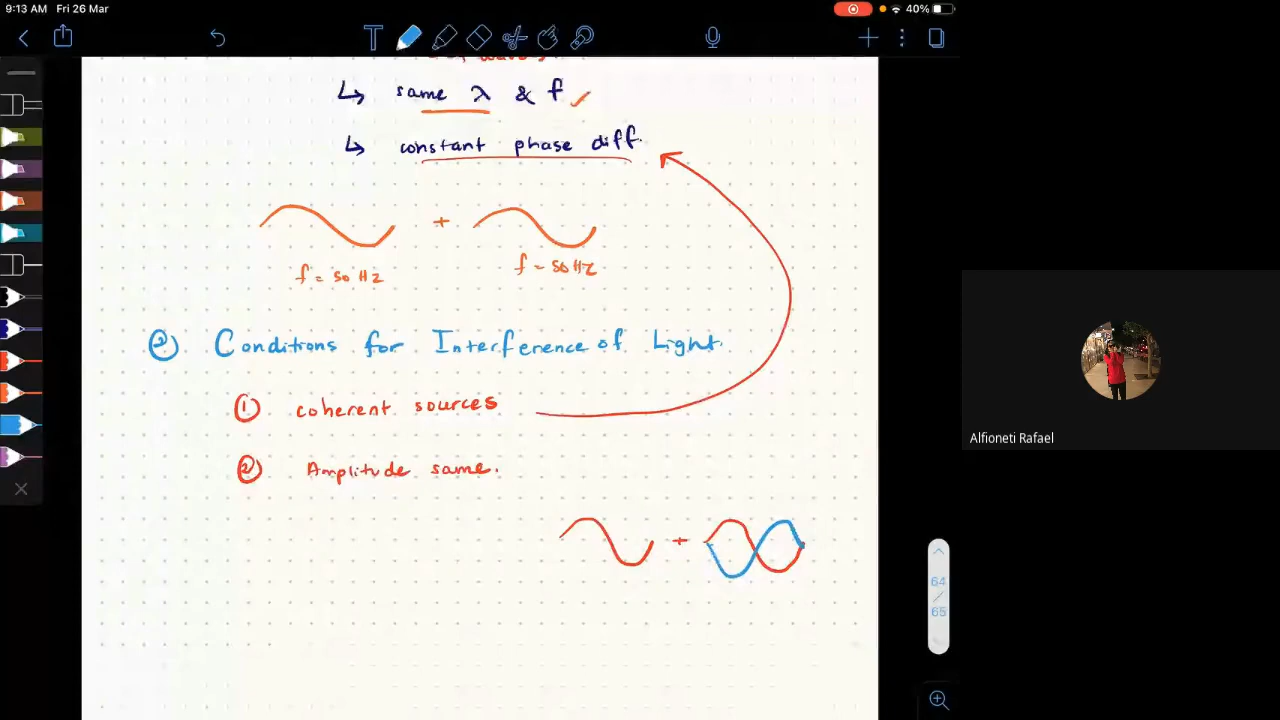 9:13 AM Fri 26 Mar
40%
↳ same λ & f ✓
↳ constant phase diff.
+
f = 50 Hz
f = 50 Hz
② Conditions for Interference of Light.
① coherent sources
② Amplitude same.
+
64
/
65
Alfioneti Rafael